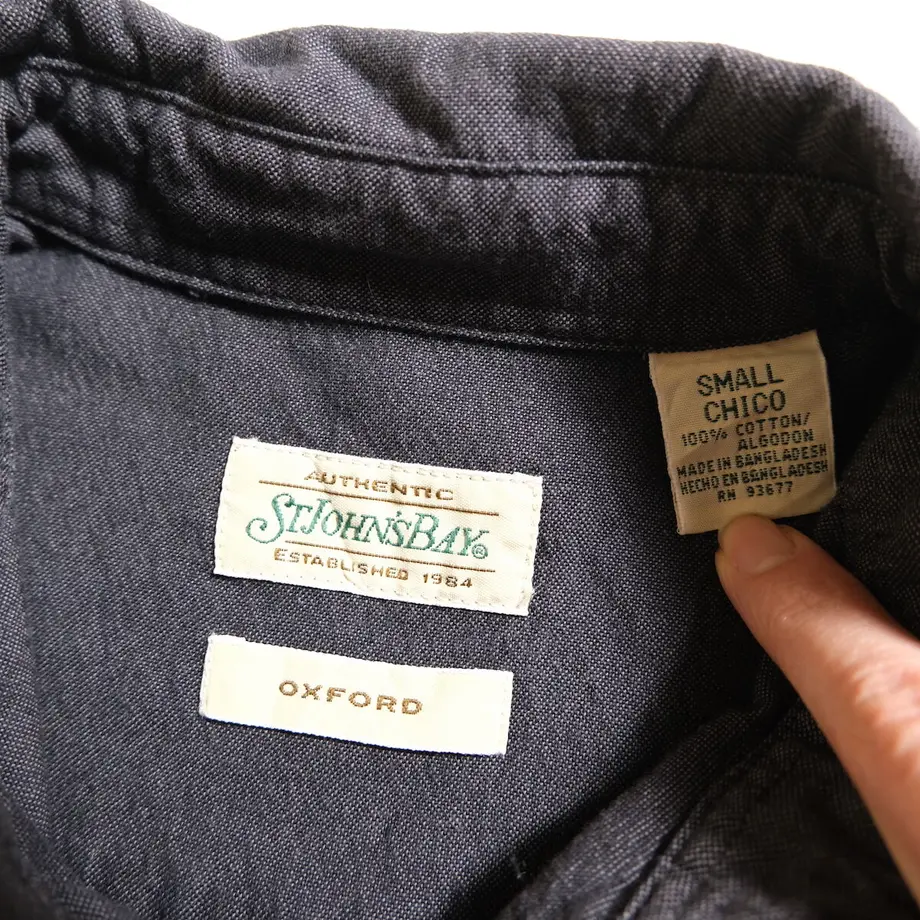 SMALL
CHICO
100% COTTON/
ALGODON
MADE IN BANGLADESH
HECHO EN BANGLADESH
RN 93677
AUTHENTIC
ST. JOHN'S BAY®
ESTABLISHED 1984
OXFORD